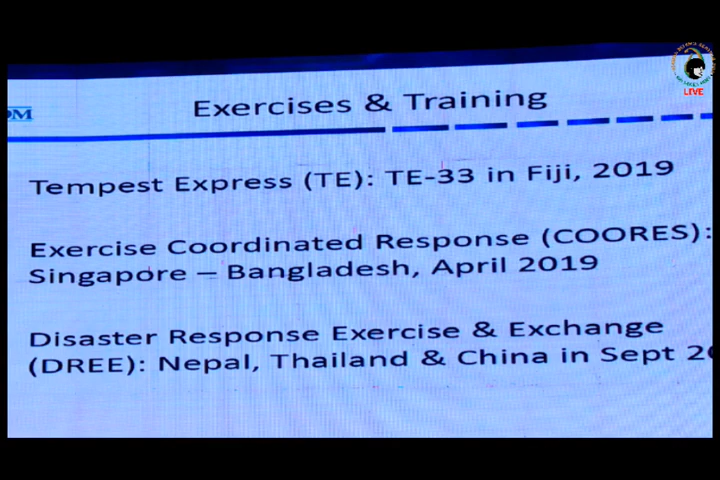 Exercises & Training
Tempest Express (TE): TE-33 in Fiji, 2019
Exercise Coordinated Response (COORES):
Singapore – Bangladesh, April 2019
Disaster Response Exercise & Exchange
(DREE): Nepal, Thailand & China in Sept
LIVE